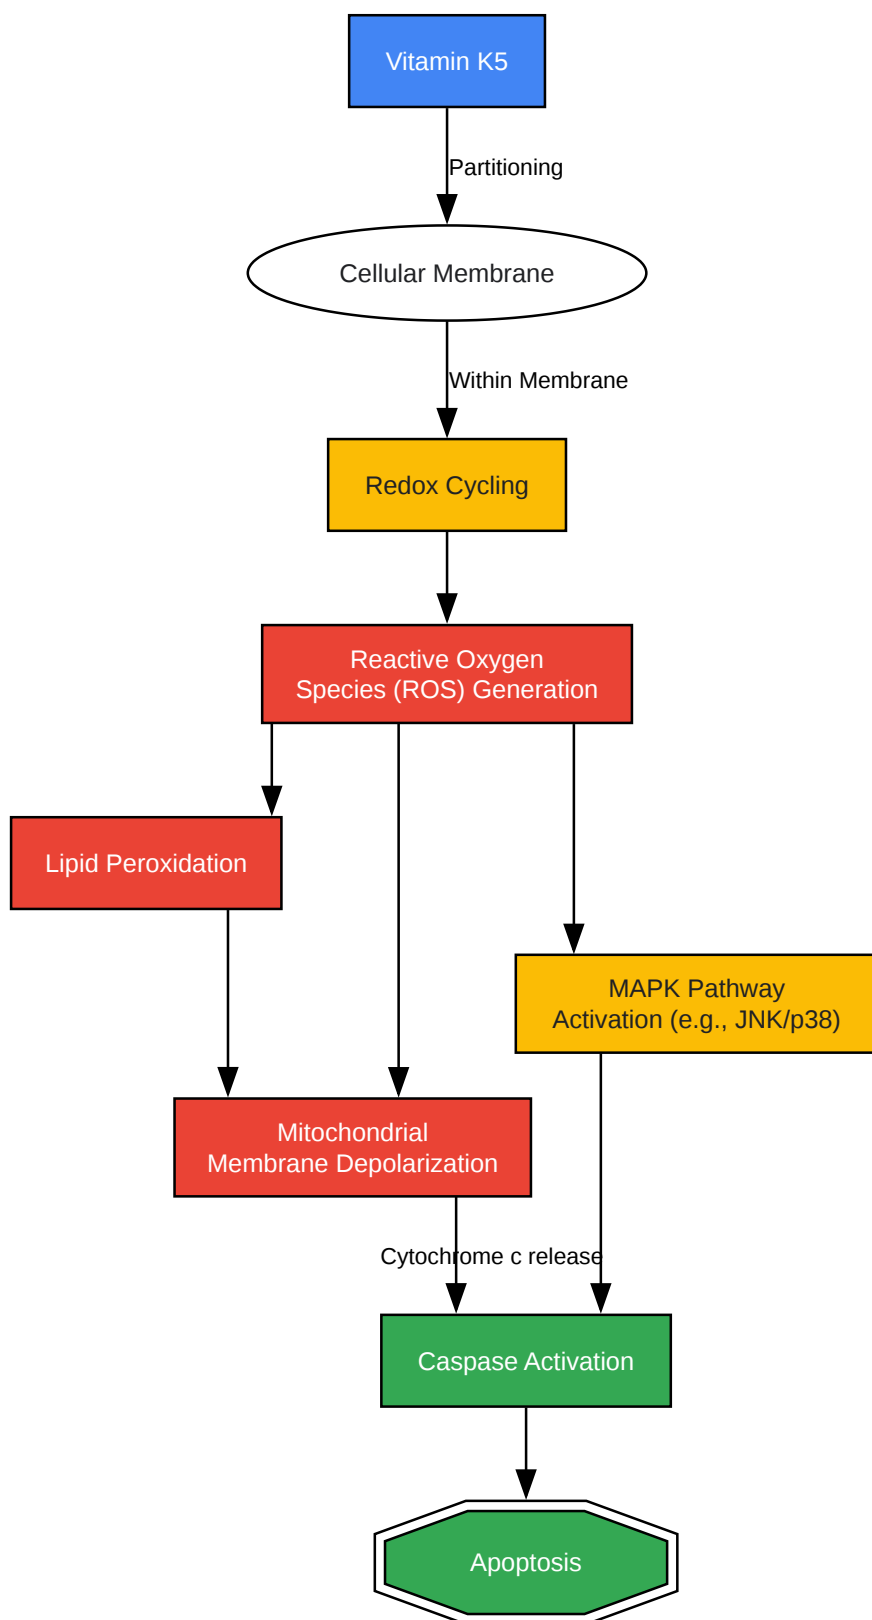 Vitamin K5
Partitioning
Cellular Membrane
Within Membrane
Redox Cycling
Reactive Oxygen
Species (ROS) Generation
Lipid Peroxidation
MAPK Pathway
Activation (e.g., JNK/p38)
Mitochondrial
Membrane Depolarization
Cytochrome c release
Caspase Activation
Apoptosis